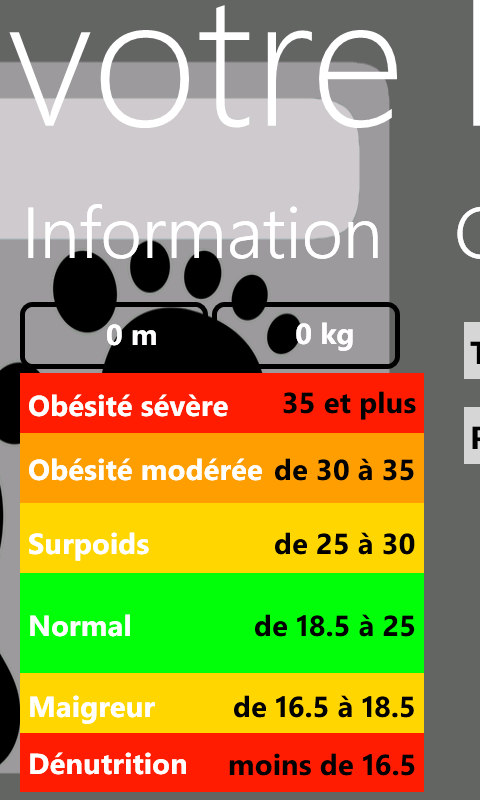 votre
Information
0 m 0 kg
Obésité sévère 35 et plus
Obésité modérée de 30 à 35
Surpoids de 25 à 30
Normal de 18.5 à 25
Maigreur de 16.5 à 18.5
Dénutrition moins de 16.5